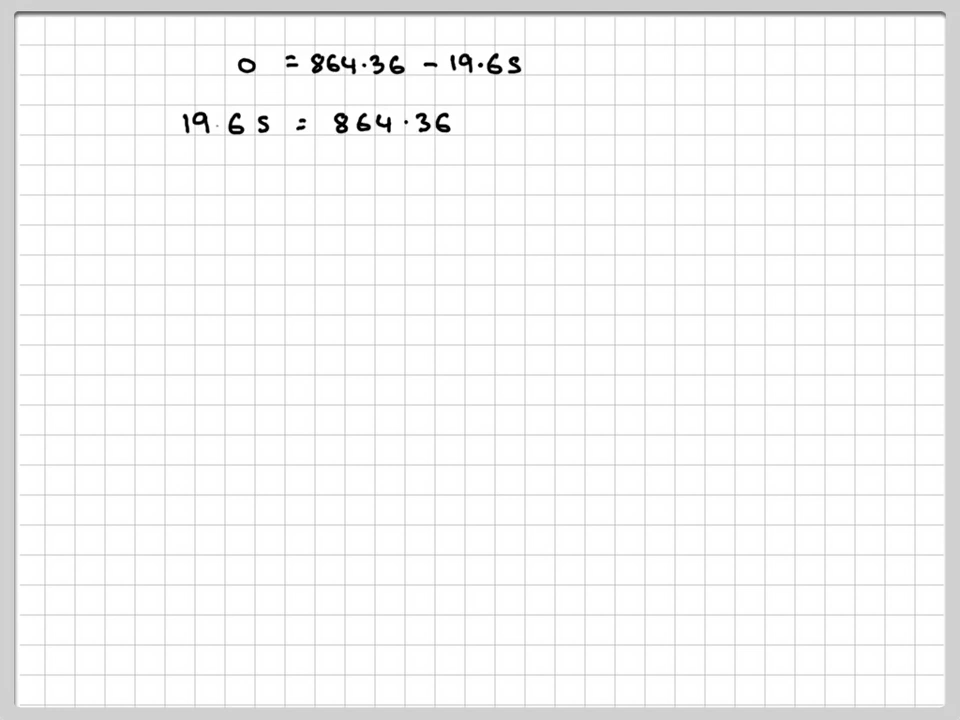 0 = 864.36 - 19.6s
19.6s = 864.36